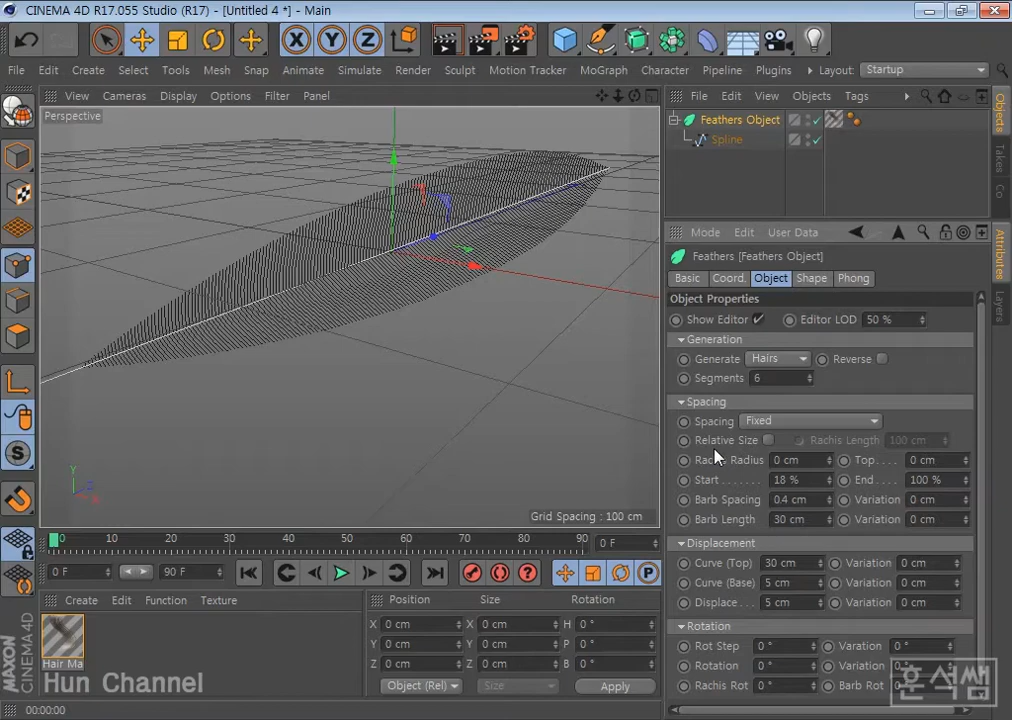 CINEMA 4D R17.055 Studio (R17) - [Untitled 4 *] - Main
File Edit Create Select Tools Mesh Snap Animate Simulate Render Sculpt Motion Tracker MoGraph Character Pipeline Plugins Layout: Startup
View Cameras Display Options Filter Panel
File Edit View Objects Tags
Perspective
Feathers Object
Spline
Objects
Takes
Co
Mode Edit User Data
Feathers [Feathers Object]
Basic Coord. Object Shape Phong
Attributes
Layers
Object Properties
Show Editor Editor LOD 50 %
Generation
Generate Hairs Reverse
Segments 6
Spacing
Spacing Fixed
Relative Size Rachis Length 100 cm
Radius 0 cm Top 0 cm
Start 18 % End 100 %
Barb Spacing 0.4 cm Variation 0 cm
Barb Length 30 cm Variation 0 cm
Displacement
Curve (Top) 30 cm Variation 0 cm
Curve (Base) 5 cm Variation 0 cm
Displace 5 cm Variation 0 cm
Rotation
Rot Step 0 ° Varation 0 °
Rotation 0 ° Variation 0 °
Rachis Rot 0 ° Barb Rot 0 °
Y
Z
X
Grid Spacing : 100 cm
0 10 20 30 40 50 60 70 80 90 0 F
0 F 90 F
Create Edit Function Texture
Hair Ma
Position Size Rotation
X 0 cm X 0 cm H 0 °
Y 0 cm Y 0 cm P 0 °
Z 0 cm Z 0 cm B 0 °
Object (Rel) Size Apply
MAXON CINEMA 4D
Hun Channel
훈석쌤
00:00:00